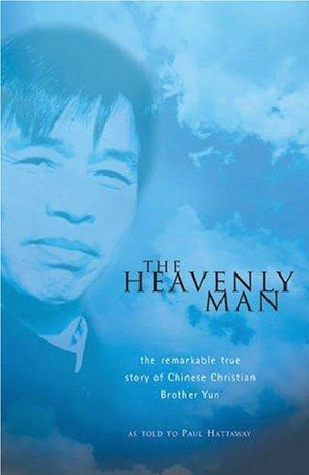 THE
HEAVENLY
MAN
the remarkable true
story of Chinese Christian
Brother Yun
AS TOLD TO PAUL HATTAWAY